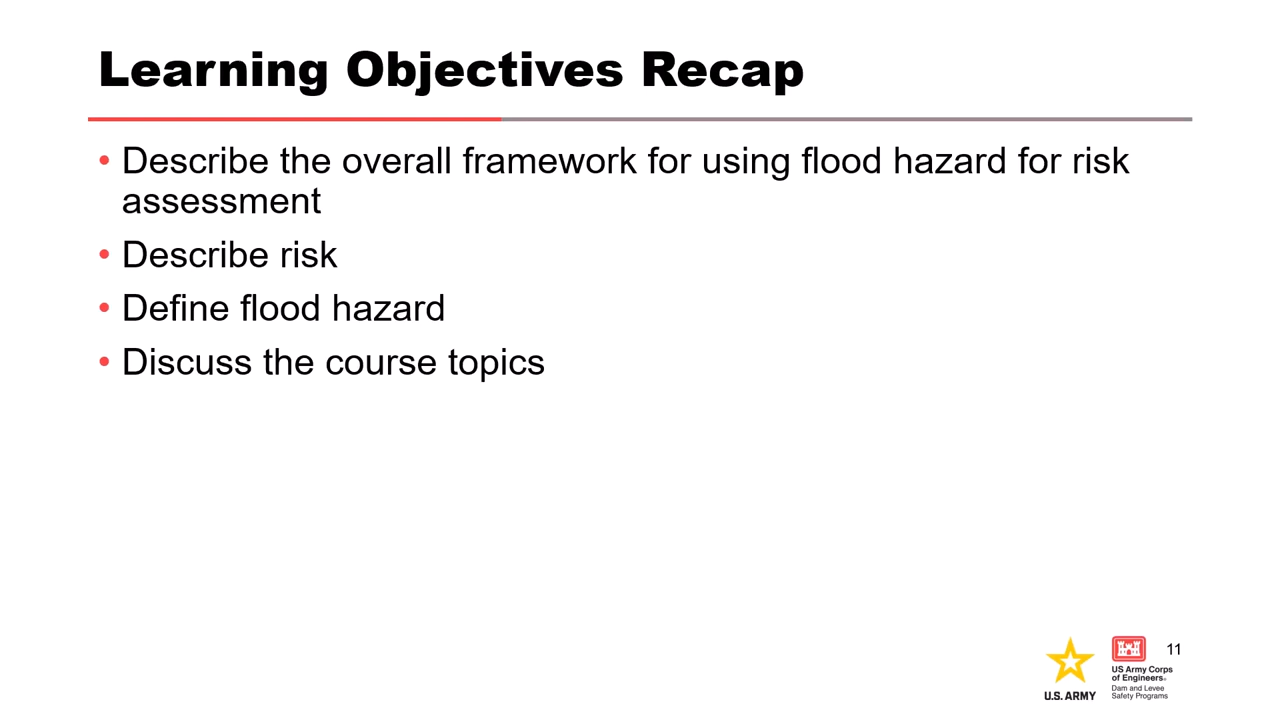 Learning Objectives Recap
• Describe the overall framework for using flood hazard for risk
assessment
• Describe risk
• Define flood hazard
• Discuss the course topics
U.S. ARMY
US Army Corps
of Engineers®
Dam and Levee
Safety Programs
11